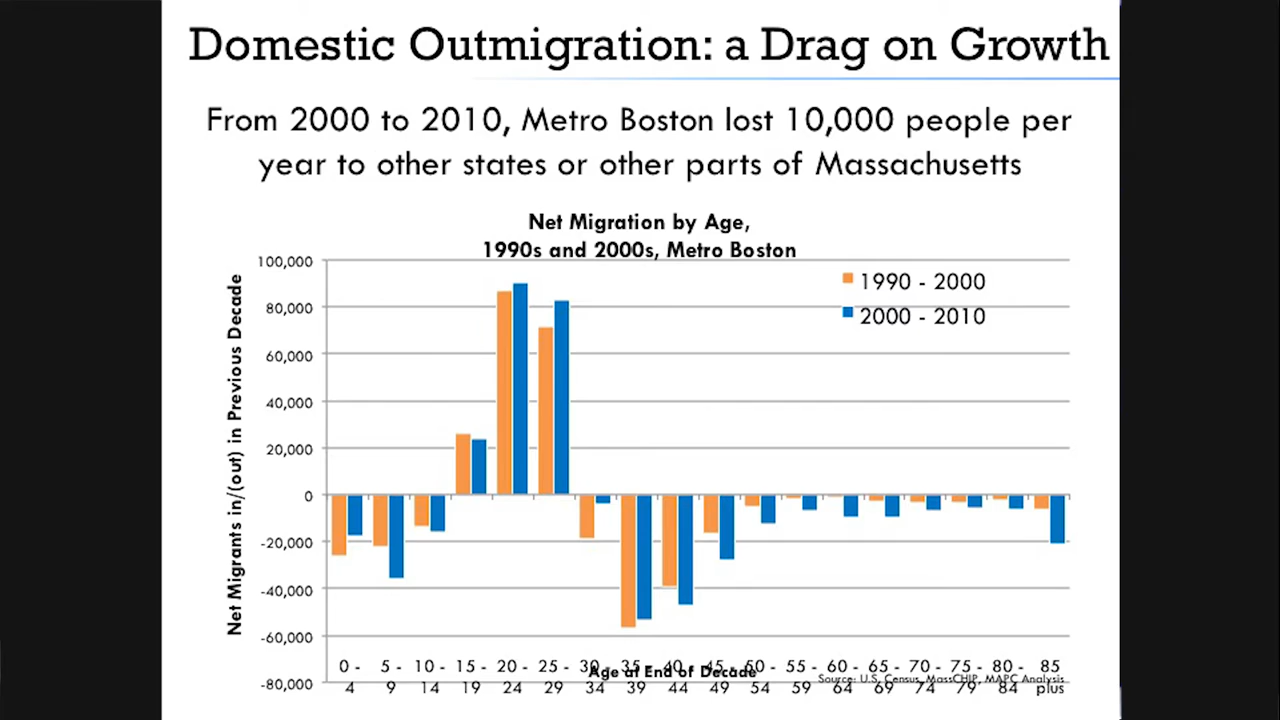 Domestic Outmigration: a Drag on Growth
From 2000 to 2010, Metro Boston lost 10,000 people per
year to other states or other parts of Massachusetts
Net Migration by Age,
1990s and 2000s, Metro Boston
Net Migrants in/(out) in Previous Decade
100,000
80,000
60,000
40,000
20,000
0
-20,000
-40,000
-60,000
-80,000
1990 - 2000
2000 - 2010
0 - 5 - 10 - 15 - 20 - 25 - 30 - 35 - 40 - 45 - 50 - 55 - 60 - 65 - 70 - 75 - 80 - 85
4 9 14 19 24 29 34 39 44 49 54 59 64 69 74 79 84 plus
Age at End of Decade
Source: U.S. Census, MassCHIP, MAPC Analysis